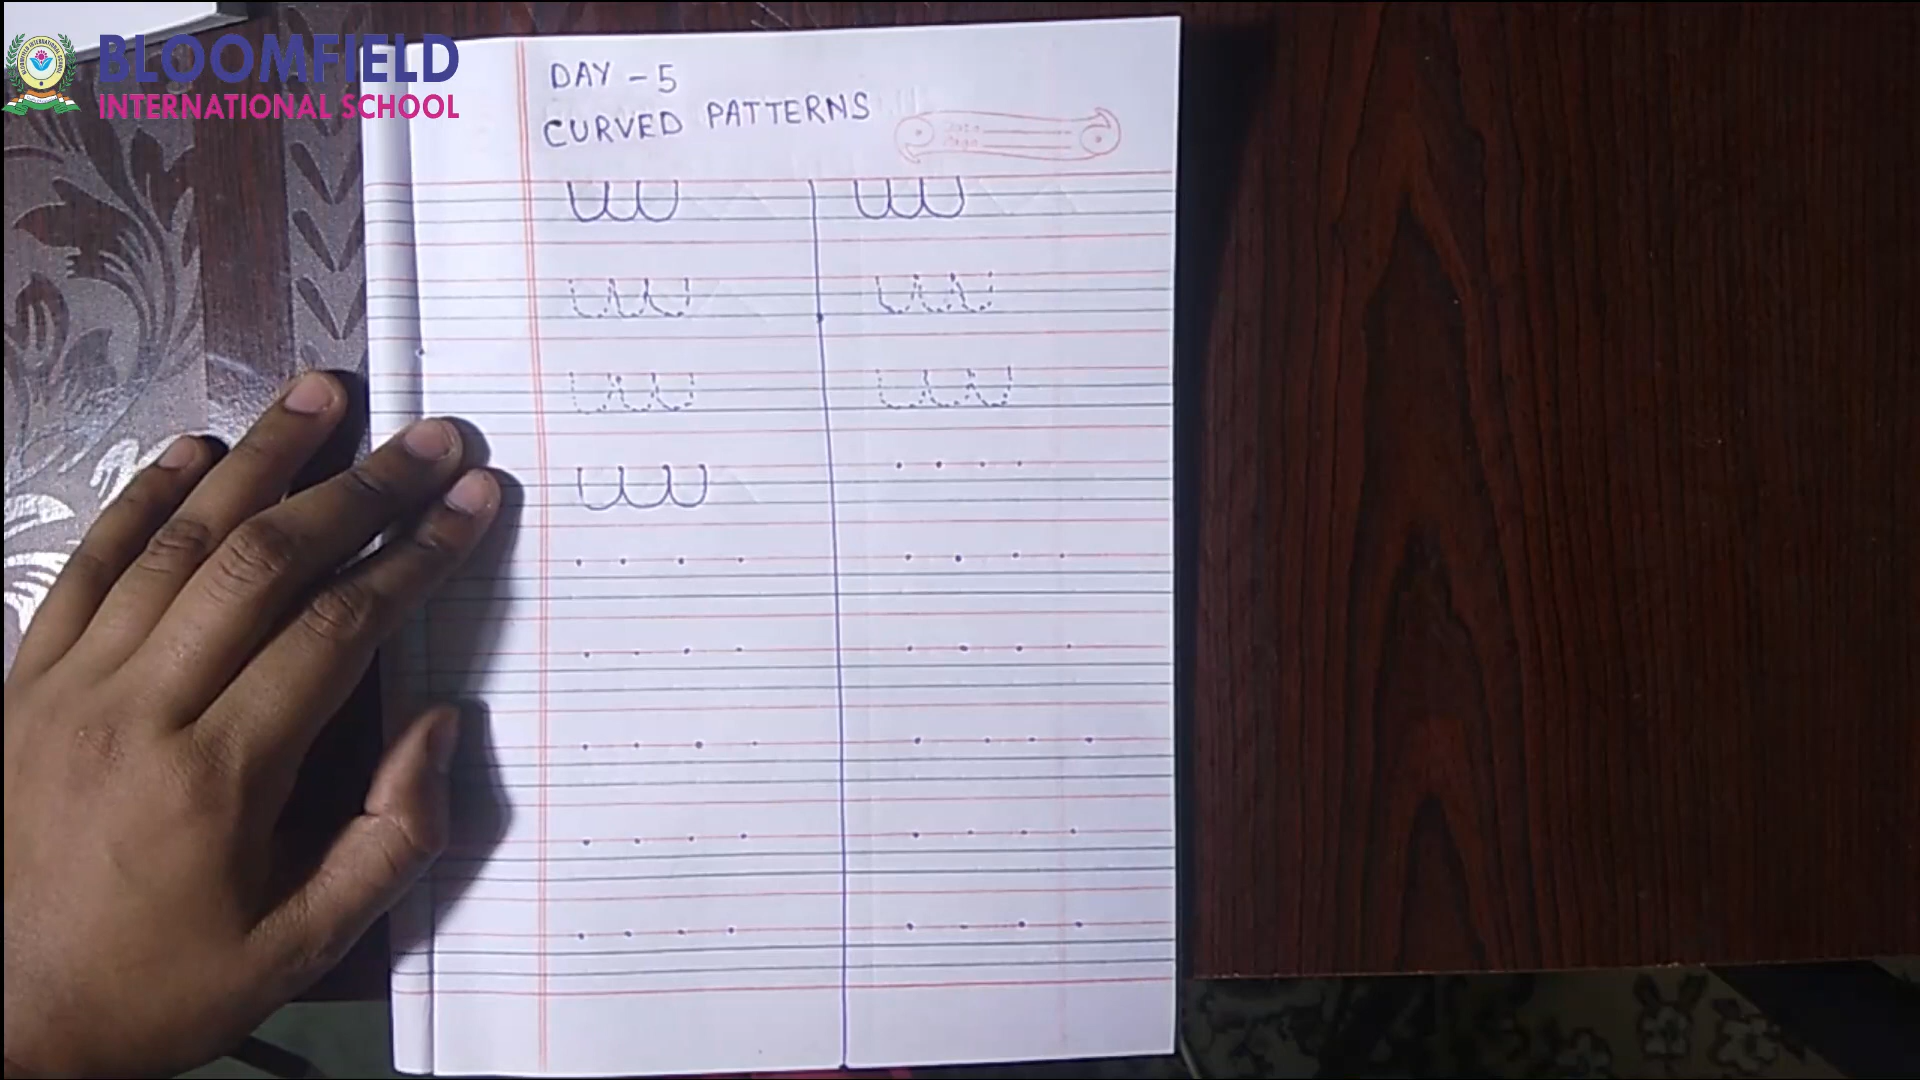 BLOOMFIELD
INTERNATIONAL SCHOOL
DAY - 5
CURVED PATTERNS